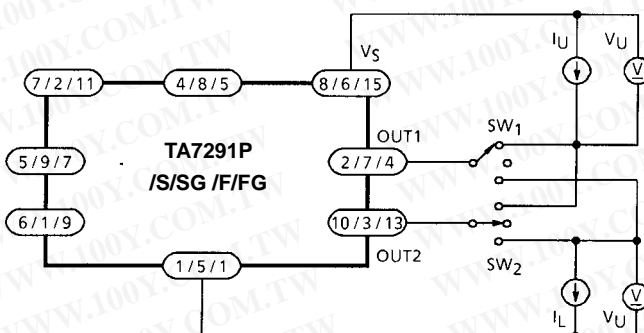 VS
IU
VU
V
7/2/11
4/8/5
8/6/15
TA7291P
/S/SG /F/FG
5/9/7
6/1/9
OUT1
2/7/4
SW1
10/3/13
OUT2
SW2
1/5/1
IL
VU
V
WWW.100Y.COM.TW